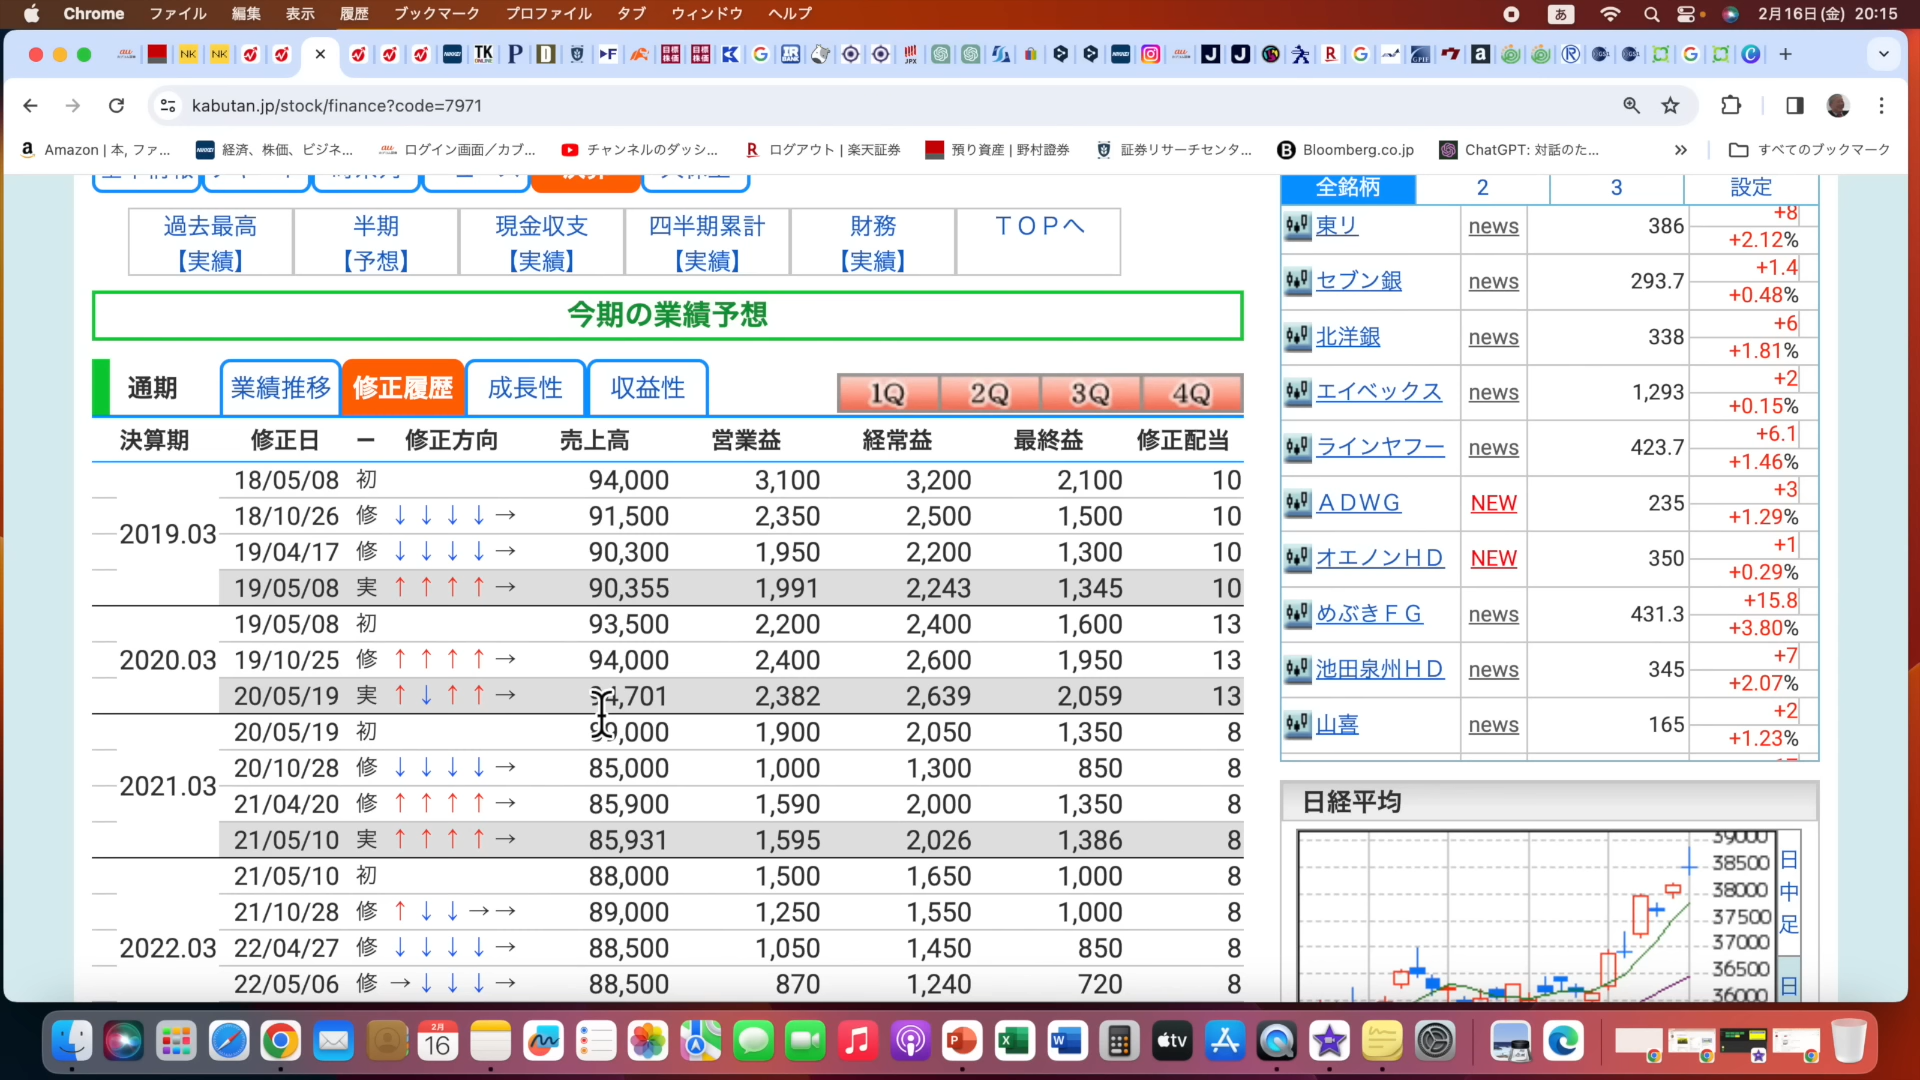 Chrome ファイル 編集 表示 履歴 ブックマーク プロファイル タブ ウィンドウ ヘルプ あ 2月16日(金) 20:15
kabutan.jp/stock/finance?code=7971
Amazon | 本, ファ... 経済、株価、ビジネ... ログイン画面／カブ... チャンネルのダッシ... ログアウト | 楽天証券 預り資産 | 野村證券 証券リサーチセンタ... Bloomberg.co.jp ChatGPT: 対話のた... » すべてのブックマーク
過去最高 半期 現金収支 四半期累計 財務 ＴＯＰへ
【実績】 【予想】 【実績】 【実績】 【実績】
今期の業績予想
通期 業績推移 修正履歴 成長性 収益性 1Q 2Q 3Q 4Q
決算期 修正日 ー 修正方向 売上高 営業益 経常益 最終益 修正配当
18/05/08 初 94,000 3,100 3,200 2,100 10
18/10/26 修 ↓ ↓ ↓ ↓ → 91,500 2,350 2,500 1,500 10
2019.03
19/04/17 修 ↓ ↓ ↓ ↓ → 90,300 1,950 2,200 1,300 10
19/05/08 実 ↑ ↑ ↑ ↑ → 90,355 1,991 2,243 1,345 10
19/05/08 初 93,500 2,200 2,400 1,600 13
2020.03 19/10/25 修 ↑ ↑ ↑ ↑ → 94,000 2,400 2,600 1,950 13
20/05/19 実 ↑ ↓ ↑ ↑ → 4,701 2,382 2,639 2,059 13
20/05/19 初 ,000 1,900 2,050 1,350 8
20/10/28 修 ↓ ↓ ↓ ↓ → 85,000 1,000 1,300 850 8
2021.03
21/04/20 修 ↑ ↑ ↑ ↑ → 85,900 1,590 2,000 1,350 8
21/05/10 実 ↑ ↑ ↑ ↑ → 85,931 1,595 2,026 1,386 8
21/05/10 初 88,000 1,500 1,650 1,000 8
21/10/28 修 ↑ ↓ ↓ → → 89,000 1,250 1,550 1,000 8
2022.03 22/04/27 修 ↓ ↓ ↓ ↓ → 88,500 1,050 1,450 850 8
22/05/06 修 → ↓ ↓ ↓ → 88,500 870 1,240 720 8
全銘柄 2 3 設定
東リ news 386 +8 +2.12%
セブン銀 news 293.7 +1.4 +0.48%
北洋銀 news 338 +6 +1.81%
エイベックス news 1,293 +2 +0.15%
ラインヤフー news 423.7 +6.1 +1.46%
ＡＤＷＧ NEW 235 +3 +1.29%
オエノンＨＤ NEW 350 +1 +0.29%
めぶきＦＧ news 431.3 +15.8 +3.80%
池田泉州ＨＤ news 345 +7 +2.07%
山喜 news 165 +2 +1.23%
日経平均
39000
38500
38000
37500
37000
36500
36000
日
中
足
日
2月
16
tv